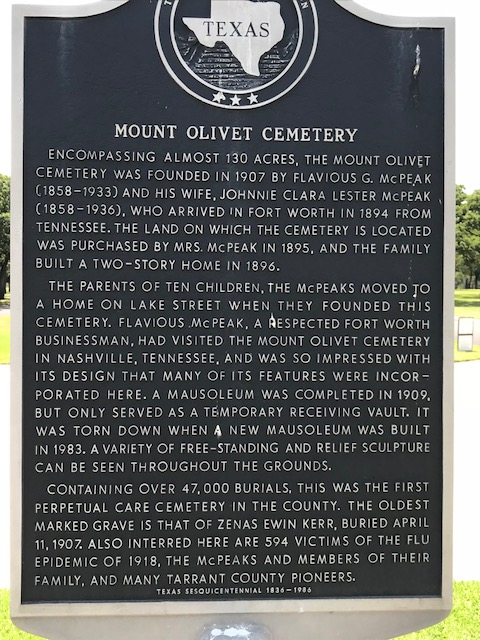 TEXAS
MOUNT OLIVET CEMETERY
ENCOMPASSING ALMOST 130 ACRES, THE MOUNT OLIVET
CEMETERY WAS FOUNDED IN 1907 BY FLAVIOUS G. McPEAK
(1858-1933) AND HIS WIFE, JOHNNIE CLARA LESTER McPEAK
(1858-1936), WHO ARRIVED IN FORT WORTH IN 1894 FROM
TENNESSEE. THE LAND ON WHICH THE CEMETERY IS LOCATED
WAS PURCHASED BY MRS. McPEAK IN 1895, AND THE FAMILY
BUILT A TWO-STORY HOME IN 1896.
THE PARENTS OF TEN CHILDREN, THE McPEAKS MOVED TO
A HOME ON LAKE STREET WHEN THEY FOUNDED THIS
CEMETERY. FLAVIOUS McPEAK, A RESPECTED FORT WORTH
BUSINESSMAN, HAD VISITED THE MOUNT OLIVET CEMETERY
IN NASHVILLE, TENNESSEE, AND WAS SO IMPRESSED WITH
ITS DESIGN THAT MANY OF ITS FEATURES WERE INCOR-
PORATED HERE. A MAUSOLEUM WAS COMPLETED IN 1909,
BUT ONLY SERVED AS A TEMPORARY RECEIVING VAULT. IT
WAS TORN DOWN WHEN A NEW MAUSOLEUM WAS BUILT
IN 1983. A VARIETY OF FREE-STANDING AND RELIEF SCULPTURE
CAN BE SEEN THROUGHOUT THE GROUNDS.
CONTAINING OVER 47,000 BURIALS, THIS WAS THE FIRST
PERPETUAL CARE CEMETERY IN THE COUNTY. THE OLDEST
MARKED GRAVE IS THAT OF ZENAS EWIN KERR, BURIED APRIL
11, 1907. ALSO INTERRED HERE ARE 594 VICTIMS OF THE FLU
EPIDEMIC OF 1918, THE McPEAKS AND MEMBERS OF THEIR
FAMILY, AND MANY TARRANT COUNTY PIONEERS.
TEXAS SESQUICENTENNIAL 1836-1986